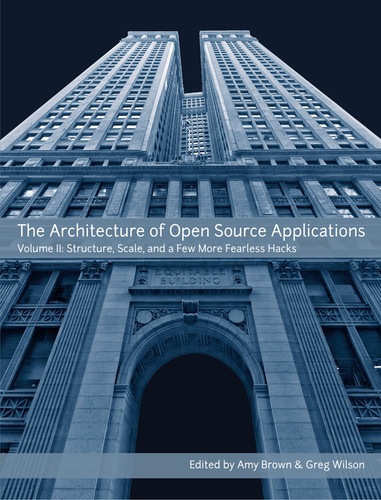 The Architecture of Open Source Applications
Volume II: Structure, Scale, and a Few More Fearless Hacks
EQUITABLE
BUILDING
Edited by Amy Brown & Greg Wilson